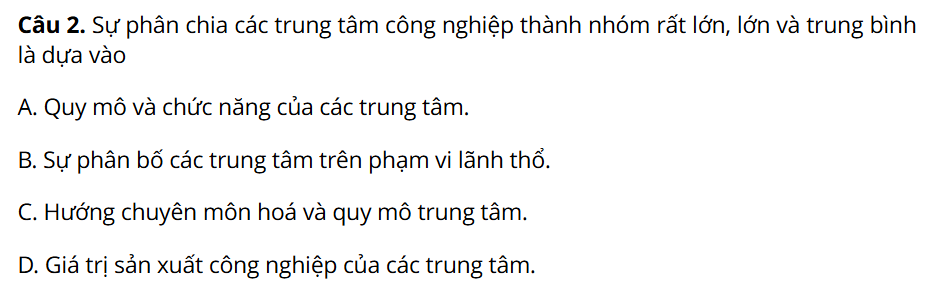 Câu 2. Sự phân chia các trung tâm công nghiệp thành nhóm rất lớn, lớn và trung bình
là dựa vào
A. Quy mô và chức năng của các trung tâm.
B. Sự phân bố các trung tâm trên phạm vi lãnh thổ.
C. Hướng chuyên môn hoá và quy mô trung tâm.
D. Giá trị sản xuất công nghiệp của các trung tâm.